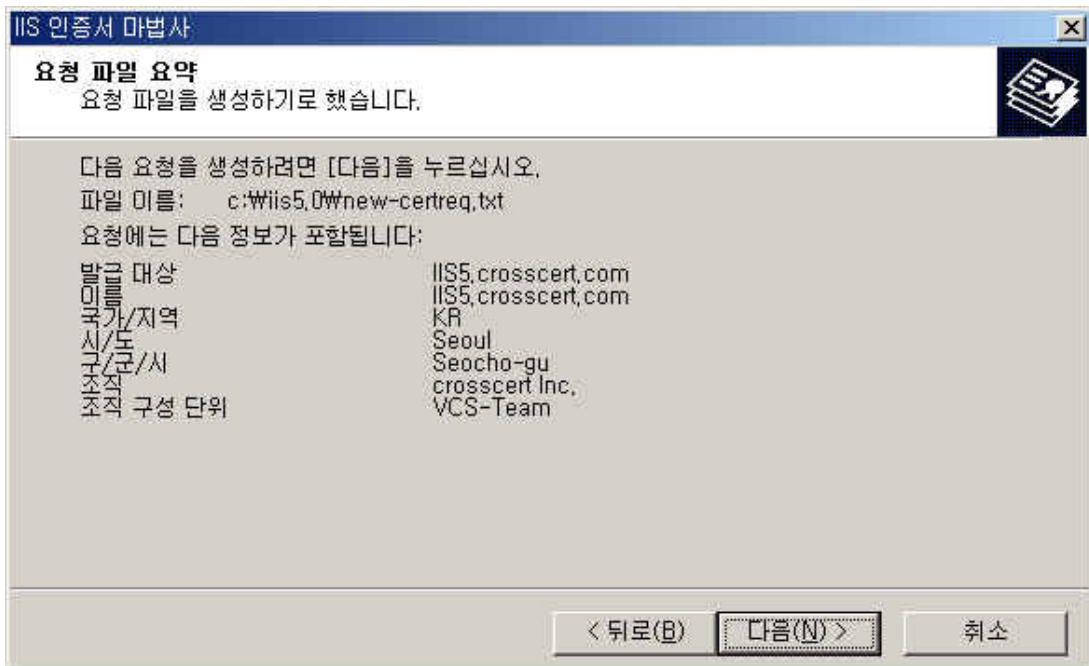 IIS 인증서 마법사
요청 파일 요약
요청 파일을 생성하기로 했습니다.
다음 요청을 생성하려면 [다음]을 누르십시오.
파일 이름: c:₩iis5.0₩new-certreq.txt
요청에는 다음 정보가 포함됩니다:
발급 대상 IIS5.crosscert.com
이름 IIS5.crosscert.com
국가/지역 KR
시/도 Seoul
구/군/시 Seocho-gu
조직 crosscert Inc.
조직 구성 단위 VCS-Team
< 뒤로(B) 다음(N) > 취소